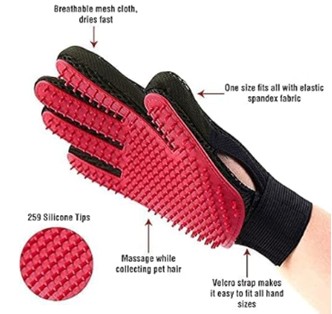 Breathable mesh cloth,
dries fast
One size fits all with elastic
spandex fabric
259 Silicone Tips
Massage while
collecting pet hair
Velcro strap makes
it easy to fit all hand
sizes